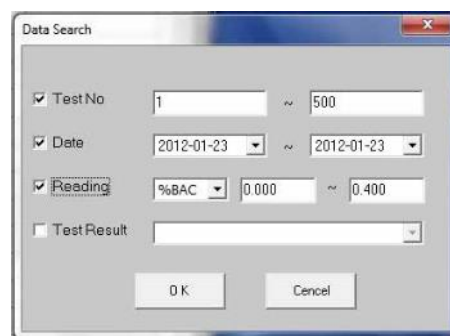 Data Search
Test No 1 ~ 500
Date 2012-01-23 ~ 2012-01-23
Reading %BAC 0.000 ~ 0.400
Test Result
OK Cencel